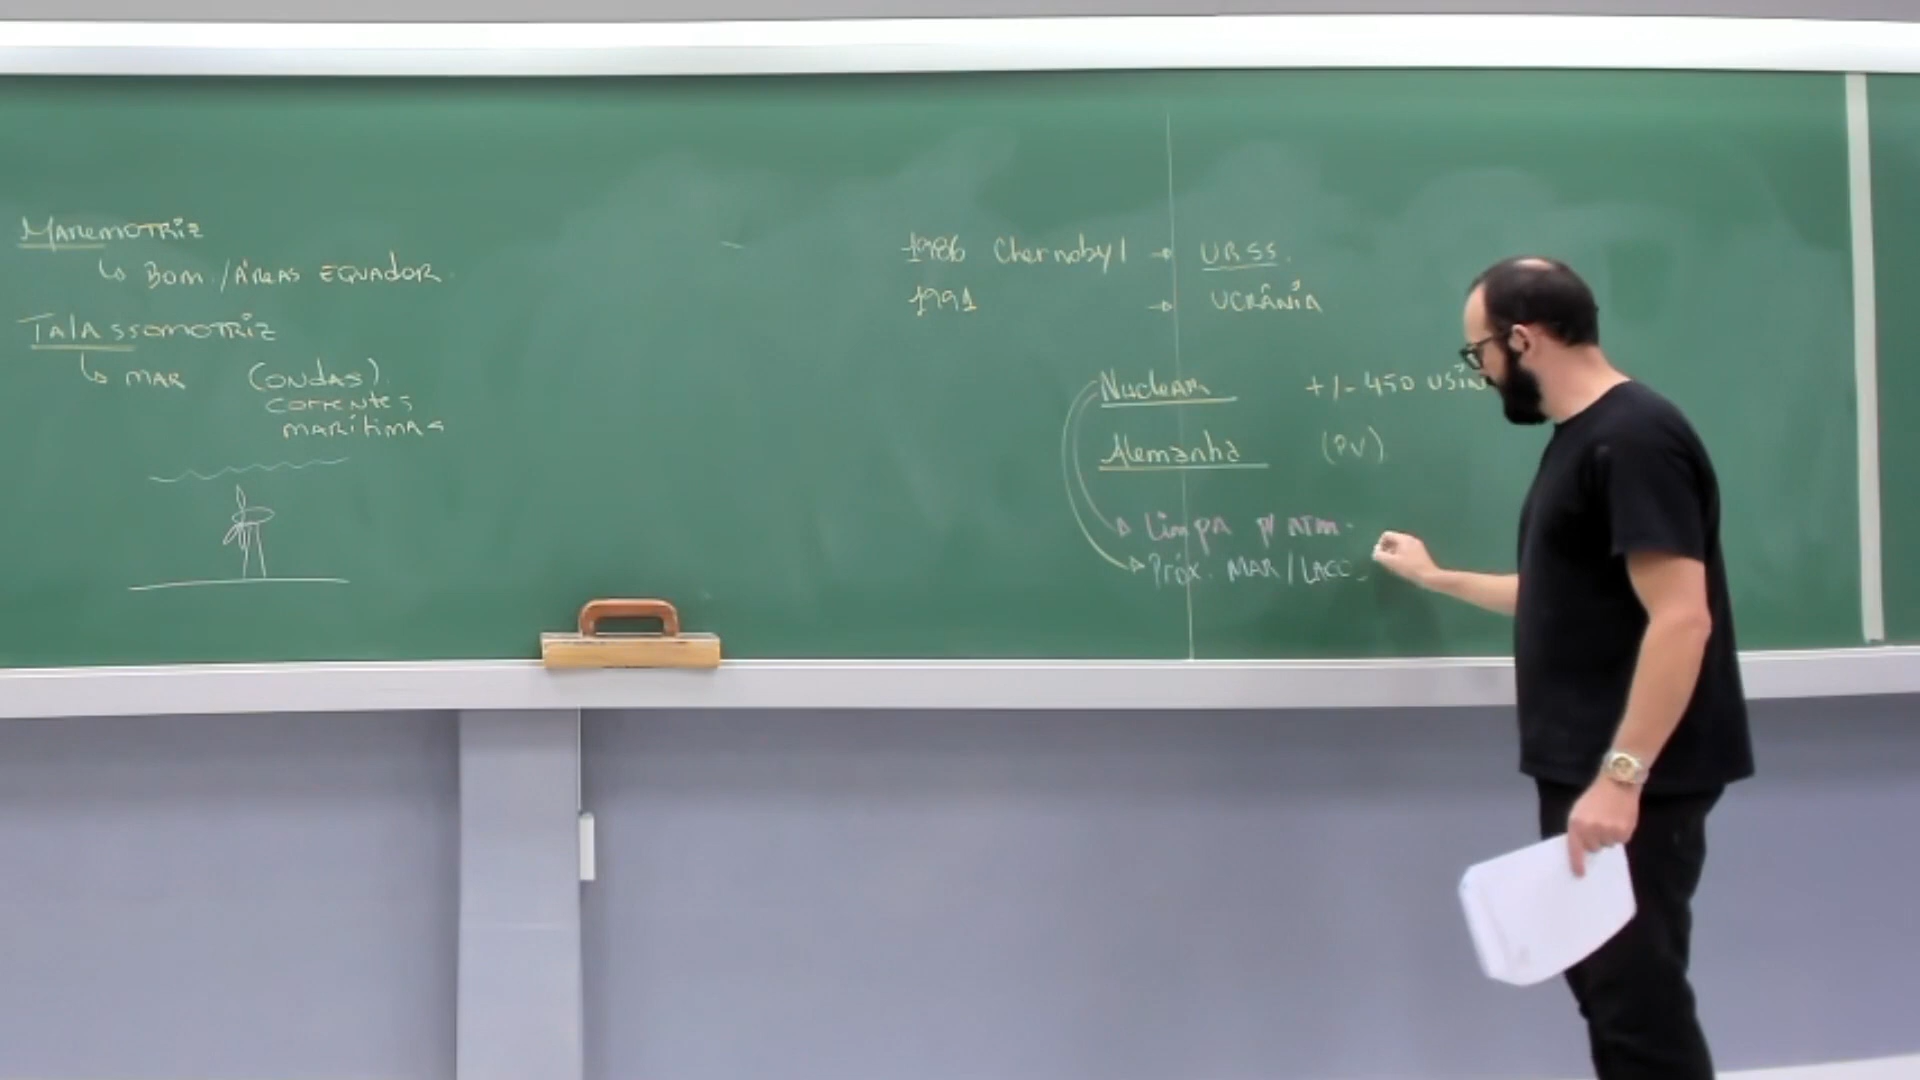 Maremotriz
↳ Bom. / Áreas Equador
Talassomotriz
↳ mar (ondas)
correntes
marítimas
1986 Chernobyl → URSS.
1991 → Ucrânia
Nuclear +/- 450 usin
Alemanha (PV)
Limpa p/ atm.
Próx. mar/lago